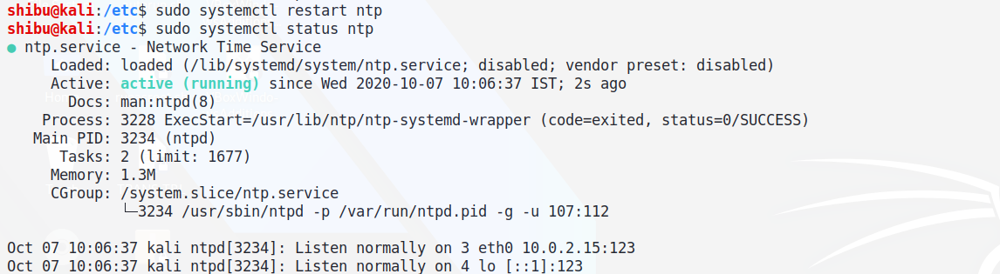 shibu@kali:/etc$ sudo systemctl restart ntp
shibu@kali:/etc$ sudo systemctl status ntp
● ntp.service - Network Time Service
     Loaded: loaded (/lib/systemd/system/ntp.service; disabled; vendor preset: disabled)
     Active: active (running) since Wed 2020-10-07 10:06:37 IST; 2s ago
       Docs: man:ntpd(8)
    Process: 3228 ExecStart=/usr/lib/ntp/ntp-systemd-wrapper (code=exited, status=0/SUCCESS)
   Main PID: 3234 (ntpd)
      Tasks: 2 (limit: 1677)
     Memory: 1.3M
     CGroup: /system.slice/ntp.service
             └─3234 /usr/sbin/ntpd -p /var/run/ntpd.pid -g -u 107:112
Oct 07 10:06:37 kali ntpd[3234]: Listen normally on 3 eth0 10.0.2.15:123
Oct 07 10:06:37 kali ntpd[3234]: Listen normally on 4 lo [::1]:123